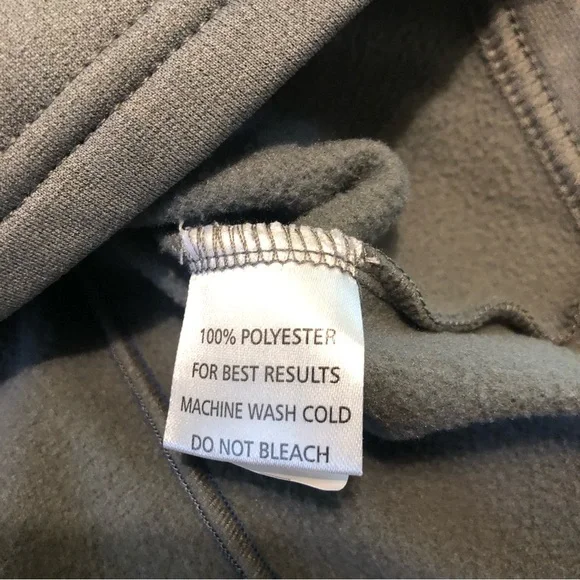 100% POLYESTER
FOR BEST RESULTS
MACHINE WASH COLD
DO NOT BLEACH